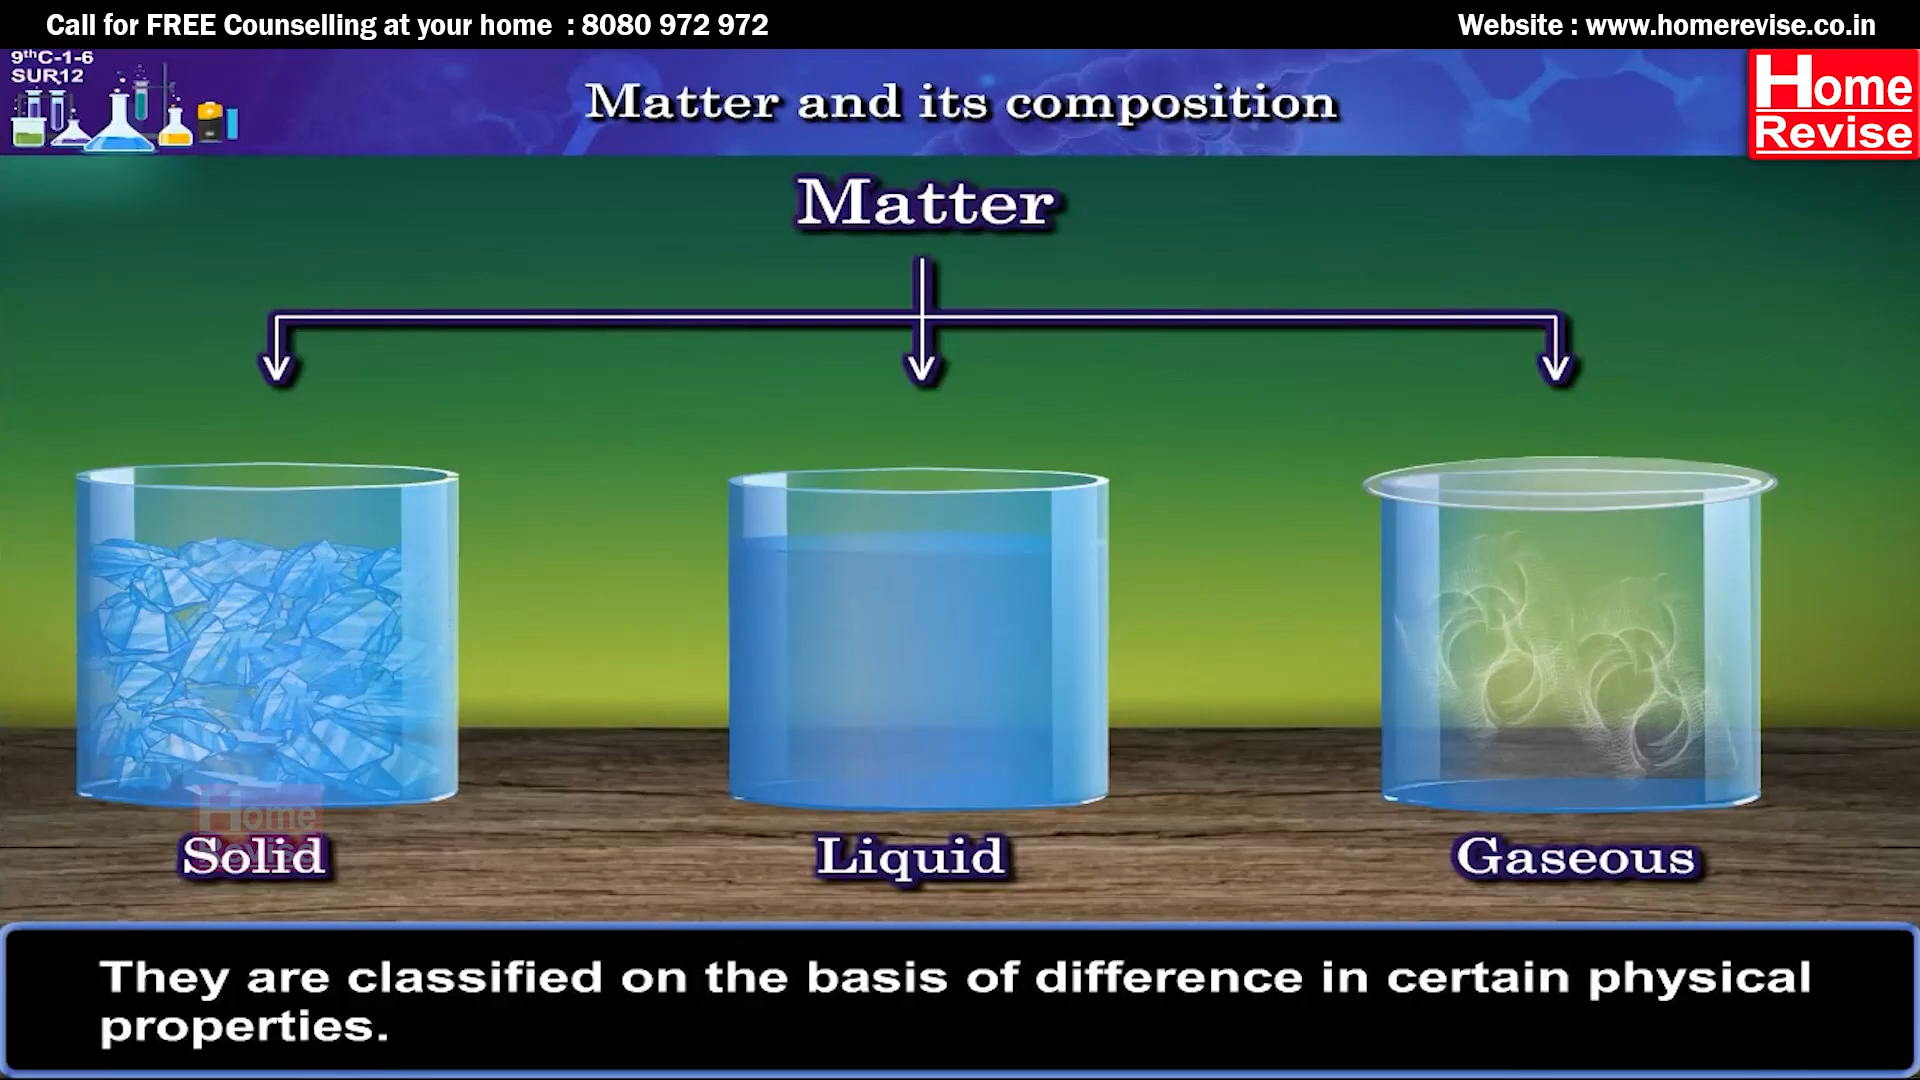 Call for FREE Counselling at your home : 8080 972 972
Website : www.homerevise.co.in
9thC-1-6
SUR12
Matter and its composition
Home
Revise
Matter
Home
Revise
Solid
Liquid
Gaseous
They are classified on the basis of difference in certain physical
properties.